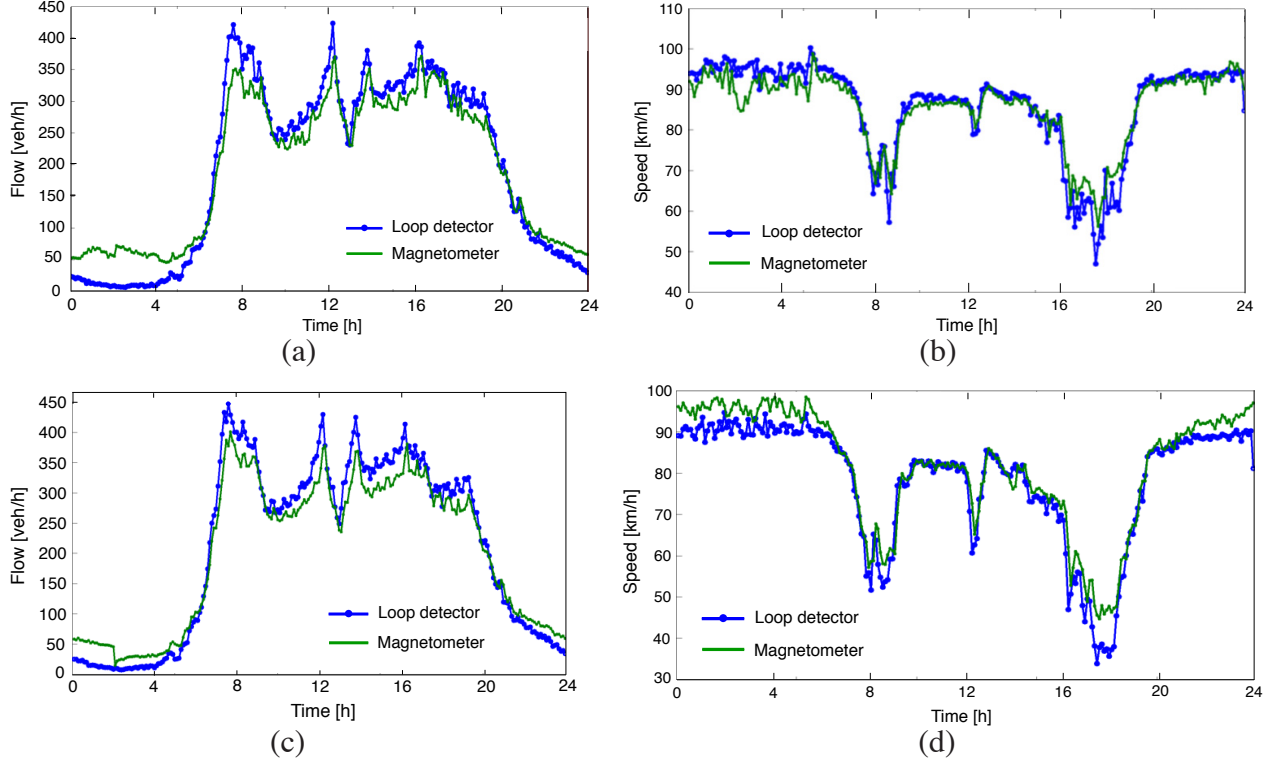 450
400
350
300
250
200
150
100
50
0
Flow [veh/h]
Loop detector
Magnetometer
0 4 8 12 16 20 24
Time [h]
(a)
110
100
90
80
70
60
50
40
Speed [km/h]
Loop detector
Magnetometer
0 4 8 12 16 20 24
Time [h]
(b)
450
400
350
300
250
200
150
100
50
0
Flow [veh/h]
Loop detector
Magnetometer
0 4 8 12 16 20 24
Time [h]
(c)
100
90
80
70
60
50
40
30
Speed [km/h]
Loop detector
Magnetometer
0 4 8 12 16 20 24
Time [h]
(d)